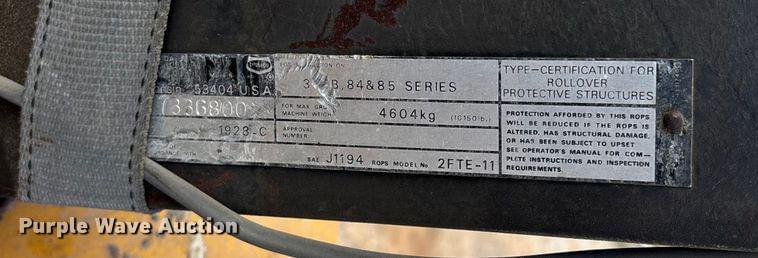 53404 U.S.A
1928-C
84&85 SERIES
FOR MAX GR
MACHINE WEIGH
4604kg (10150lb.)
APPROVAL
NUMBER
SAE J1194 ROPS MODEL No 2FTE-11
TYPE-CERTIFICATION FOR
ROLLOVER
PROTECTIVE STRUCTURES
PROTECTION AFFORDED BY THIS ROPS
WILL BE REDUCED IF THE ROPS IS
ALTERED, HAS STRUCTURAL DAMAGE,
OR HAS BEEN SUBJECT TO UPSET
SEE OPERATOR'S MANUAL FOR COM-
PLETE INSTRUCTIONS AND INSPECTION
REQUIREMENTS.
Purple Wave Auction